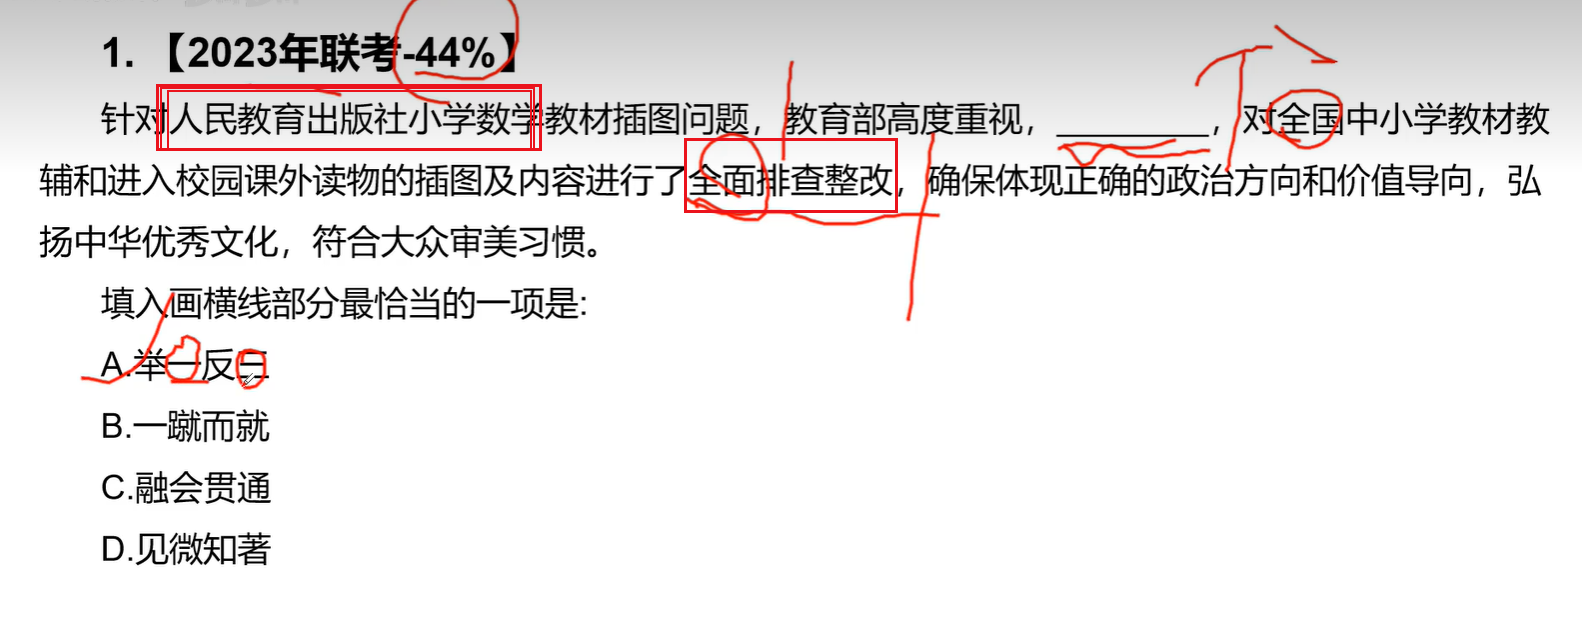 1. 【2023年联考-44%】
针对人民教育出版社小学数学教材插图问题，教育部高度重视，__________，对全国中小学教材教
辅和进入校园课外读物的插图及内容进行了全面排查整改，确保体现正确的政治方向和价值导向，弘
扬中华优秀文化，符合大众审美习惯。
填入画横线部分最恰当的一项是:
A.举一反三
B.一蹴而就
C.融会贯通
D.见微知著